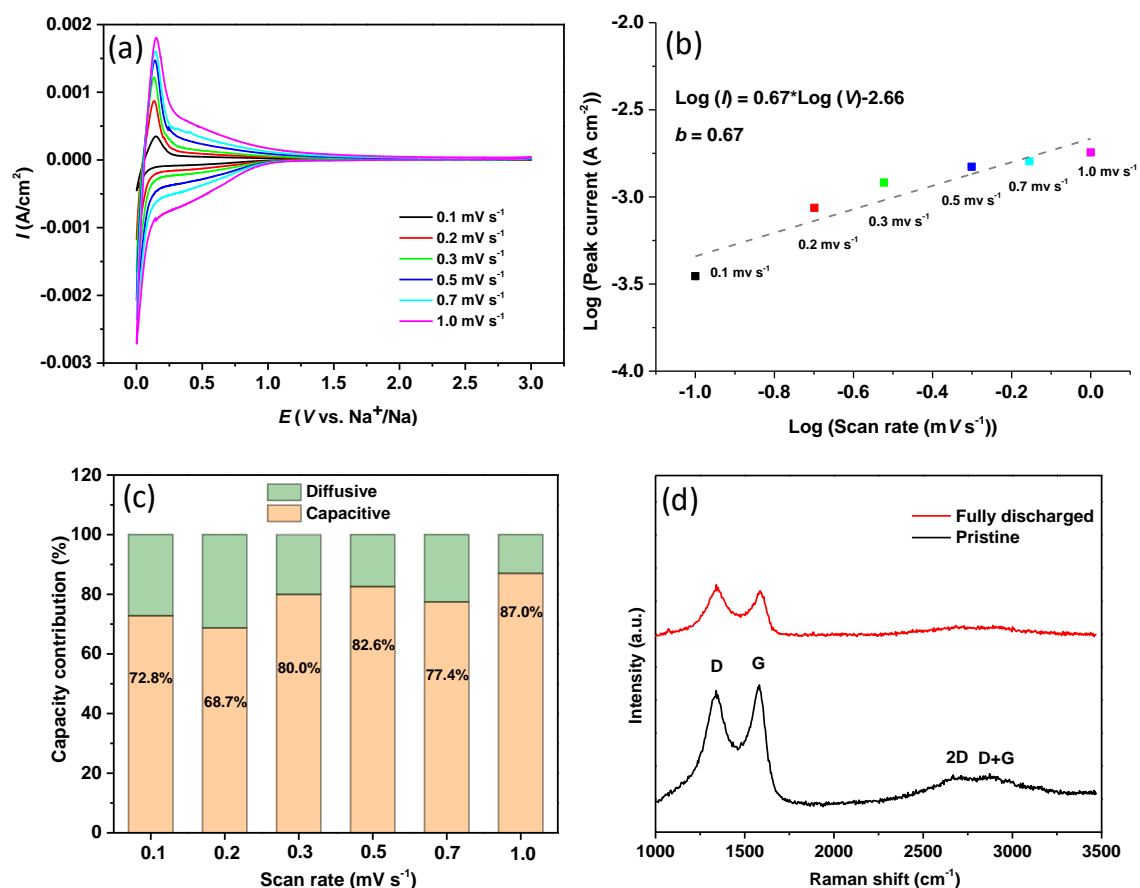 (a)
0.002
0.001
0.000
-0.001
-0.002
-0.003
I (A/cm²)
0.0 0.5 1.0 1.5 2.0 2.5 3.0
E (V vs. Na⁺/Na)
0.1 mV s⁻¹
0.2 mV s⁻¹
0.3 mV s⁻¹
0.5 mV s⁻¹
0.7 mV s⁻¹
1.0 mV s⁻¹
(b)
-2.0
-2.5
-3.0
-3.5
-4.0
Log (Peak current (A cm⁻²))
Log (I) = 0.67*Log (V)-2.66
b = 0.67
0.1 mv s⁻¹
0.2 mv s⁻¹
0.3 mv s⁻¹
0.5 mv s⁻¹
0.7 mv s⁻¹
1.0 mv s⁻¹
-1.0 -0.8 -0.6 -0.4 -0.2 0.0
Log (Scan rate (mV s⁻¹))
(c)
120
100
80
60
40
20
0
Capacity contribution (%)
Diffusive
Capacitive
72.8%
68.7%
80.0%
82.6%
77.4%
87.0%
0.1 0.2 0.3 0.5 0.7 1.0
Scan rate (mV s⁻¹)
(d)
Fully discharged
Pristine
Intensity (a.u.)
D
G
2D
D+G
1000 1500 2000 2500 3000 3500
Raman shift (cm⁻¹)